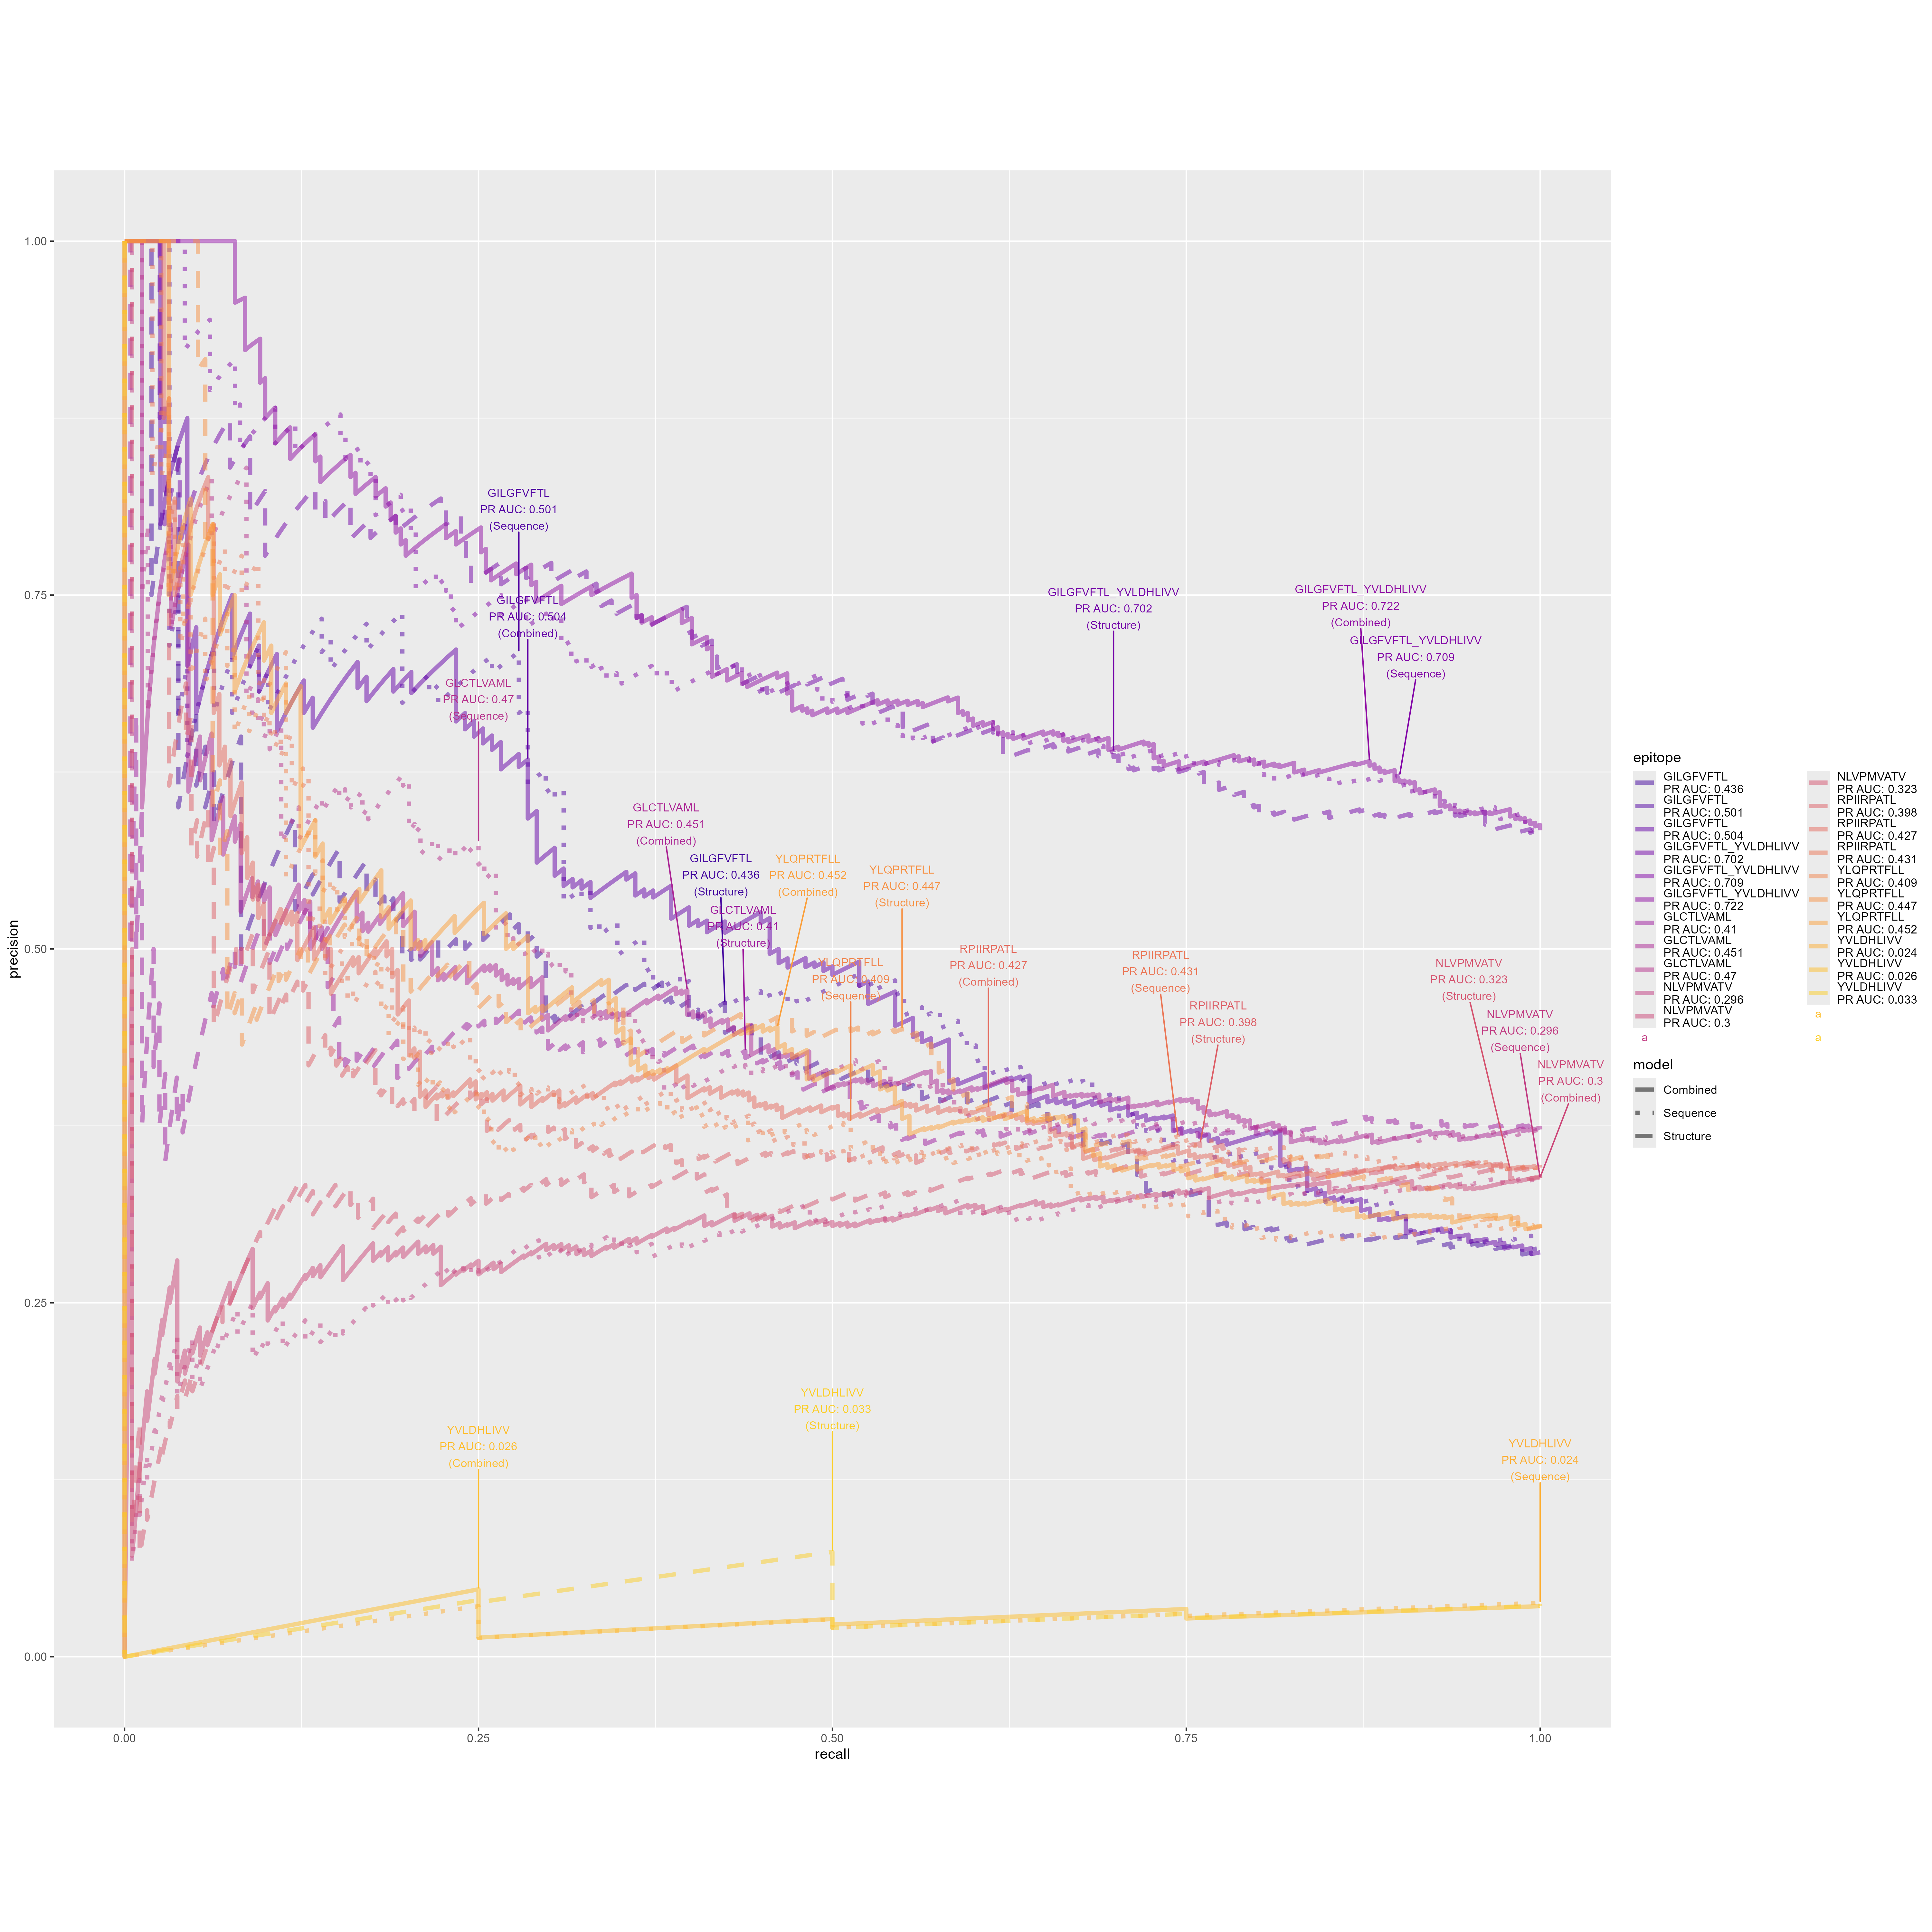 1.00
0.75
0.50
0.25
0.00
precision
0.00
0.25
0.50
0.75
1.00
recall
GILGFVFTL
PR AUC: 0.501
(Sequence)
GILGFVFTL
PR AUC: 0.504
(Combined)
GLCTLVAML
PR AUC: 0.47
(Sequence)
GILGFVFTL_YVLDHLIVV
PR AUC: 0.702
(Structure)
GILGFVFTL_YVLDHLIVV
PR AUC: 0.722
(Combined)
GILGFVFTL_YVLDHLIVV
PR AUC: 0.709
(Sequence)
GLCTLVAML
PR AUC: 0.451
(Combined)
GILGFVFTL
PR AUC: 0.436
(Structure)
YLQPRTFLL
PR AUC: 0.452
(Combined)
YLQPRTFLL
PR AUC: 0.447
(Structure)
GLCTLVAML
PR AUC: 0.41
(Structure)
YLQPRTFLL
PR AUC: 0.409
(Sequence)
RPIIRPATL
PR AUC: 0.427
(Combined)
RPIIRPATL
PR AUC: 0.431
(Sequence)
RPIIRPATL
PR AUC: 0.398
(Structure)
NLVPMVATV
PR AUC: 0.323
(Structure)
NLVPMVATV
PR AUC: 0.296
(Sequence)
NLVPMVATV
PR AUC: 0.3
(Combined)
YVLDHLIVV
PR AUC: 0.026
(Combined)
YVLDHLIVV
PR AUC: 0.033
(Structure)
YVLDHLIVV
PR AUC: 0.024
(Sequence)
epitope
GILGFVFTL
PR AUC: 0.436
GILGFVFTL
PR AUC: 0.501
GILGFVFTL
PR AUC: 0.504
GILGFVFTL_YVLDHLIVV
PR AUC: 0.702
GILGFVFTL_YVLDHLIVV
PR AUC: 0.709
GILGFVFTL_YVLDHLIVV
PR AUC: 0.722
GLCTLVAML
PR AUC: 0.41
GLCTLVAML
PR AUC: 0.451
GLCTLVAML
PR AUC: 0.47
NLVPMVATV
PR AUC: 0.296
NLVPMVATV
PR AUC: 0.3
a
NLVPMVATV
PR AUC: 0.323
RPIIRPATL
PR AUC: 0.398
RPIIRPATL
PR AUC: 0.427
RPIIRPATL
PR AUC: 0.431
YLQPRTFLL
PR AUC: 0.409
YLQPRTFLL
PR AUC: 0.447
YLQPRTFLL
PR AUC: 0.452
YVLDHLIVV
PR AUC: 0.024
YVLDHLIVV
PR AUC: 0.026
YVLDHLIVV
PR AUC: 0.033
a
a
model
Combined
Sequence
Structure